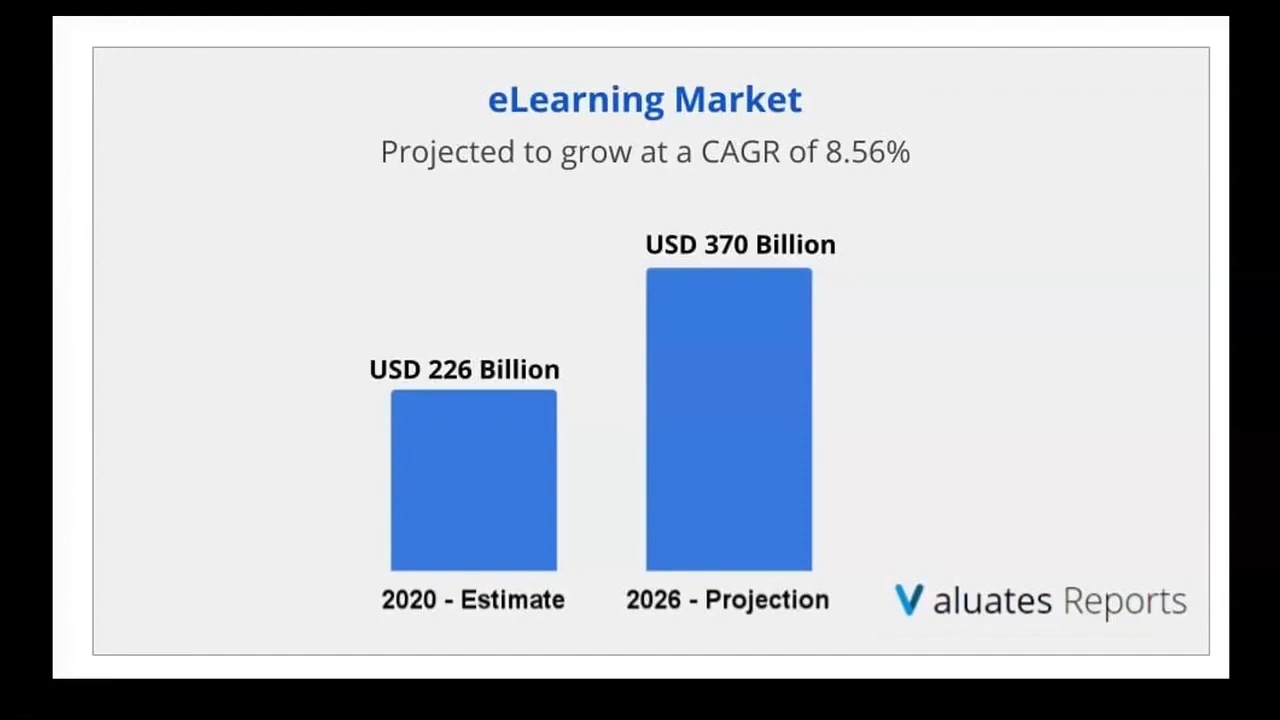 eLearning Market
Projected to grow at a CAGR of 8.56%
USD 370 Billion
USD 226 Billion
2020 - Estimate
2026 - Projection
Valuates Reports